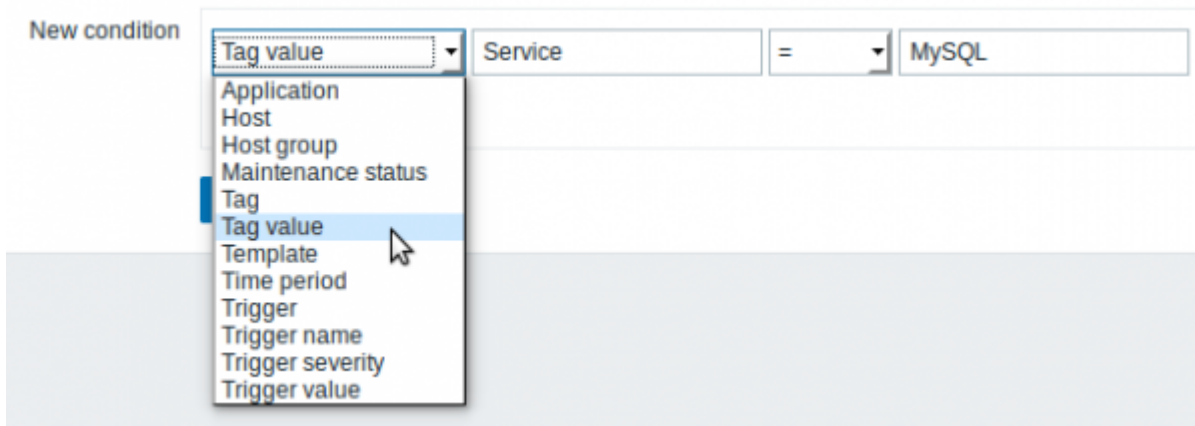 New condition
Tag value Service = MySQL
Application
Host
Host group
Maintenance status
Tag
Tag value
Template
Time period
Trigger
Trigger name
Trigger severity
Trigger value